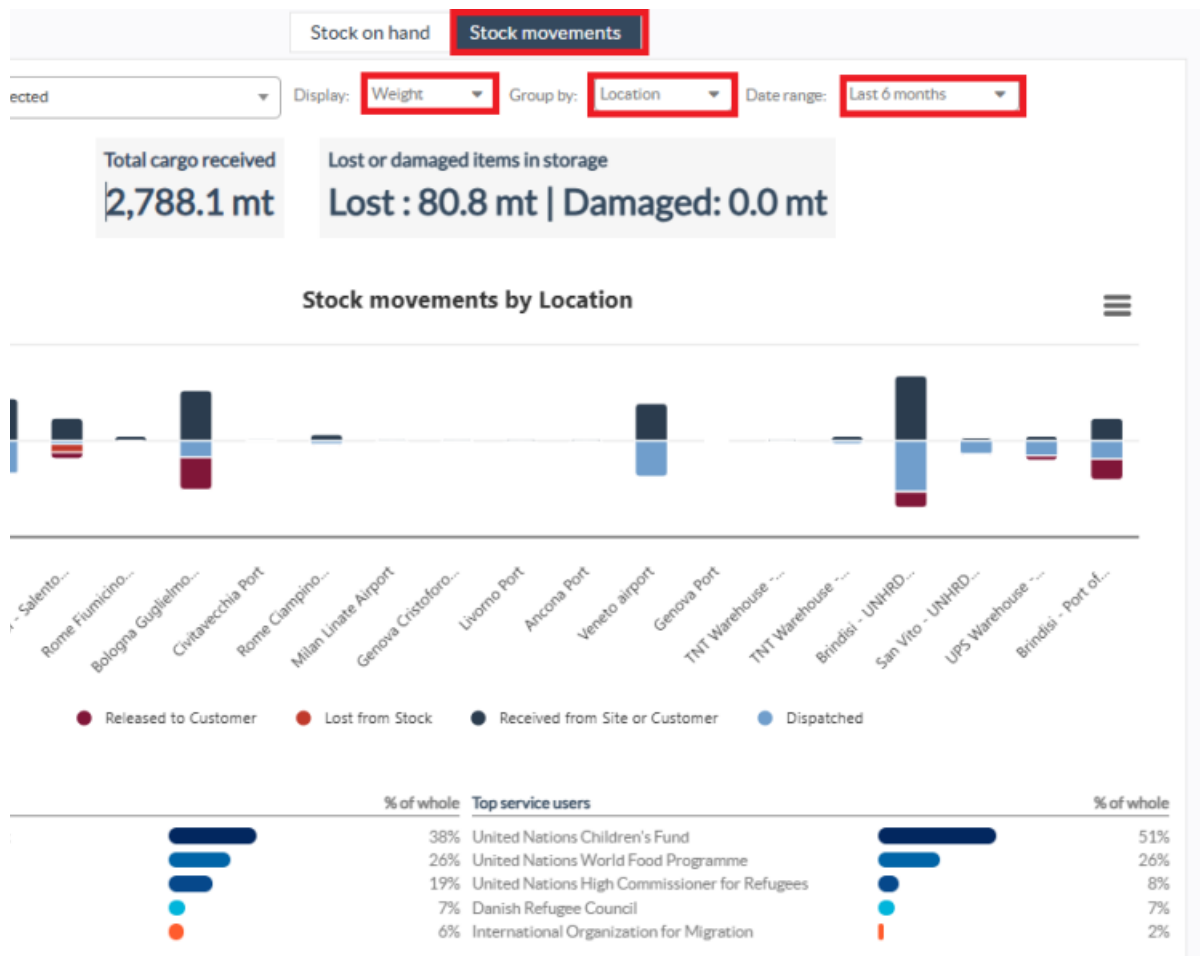 Stock on hand Stock movements
ected Display: Weight Group by: Location Date range: Last 6 months
Total cargo received Lost or damaged items in storage
2,788.1 mt Lost : 80.8 mt | Damaged: 0.0 mt
Stock movements by Location
- Salento...
Rome Fiumicino...
Bologna Guglielmo...
Civitavecchia Port
Rome Ciampino...
Milan Linate Airport
Genova Cristoforo...
Livorno Port
Ancona Port
Veneto airport
Genova Port
TNT Warehouse -...
TNT Warehouse -...
Brindisi - UNHRD...
San Vito - UNHRD...
UPS Warehouse -...
Brindisi - Port of...
Released to Customer Lost from Stock Received from Site or Customer Dispatched
% of whole Top service users % of whole
38% United Nations Children's Fund 51%
26% United Nations World Food Programme 26%
19% United Nations High Commissioner for Refugees 8%
7% Danish Refugee Council 7%
6% International Organization for Migration 2%